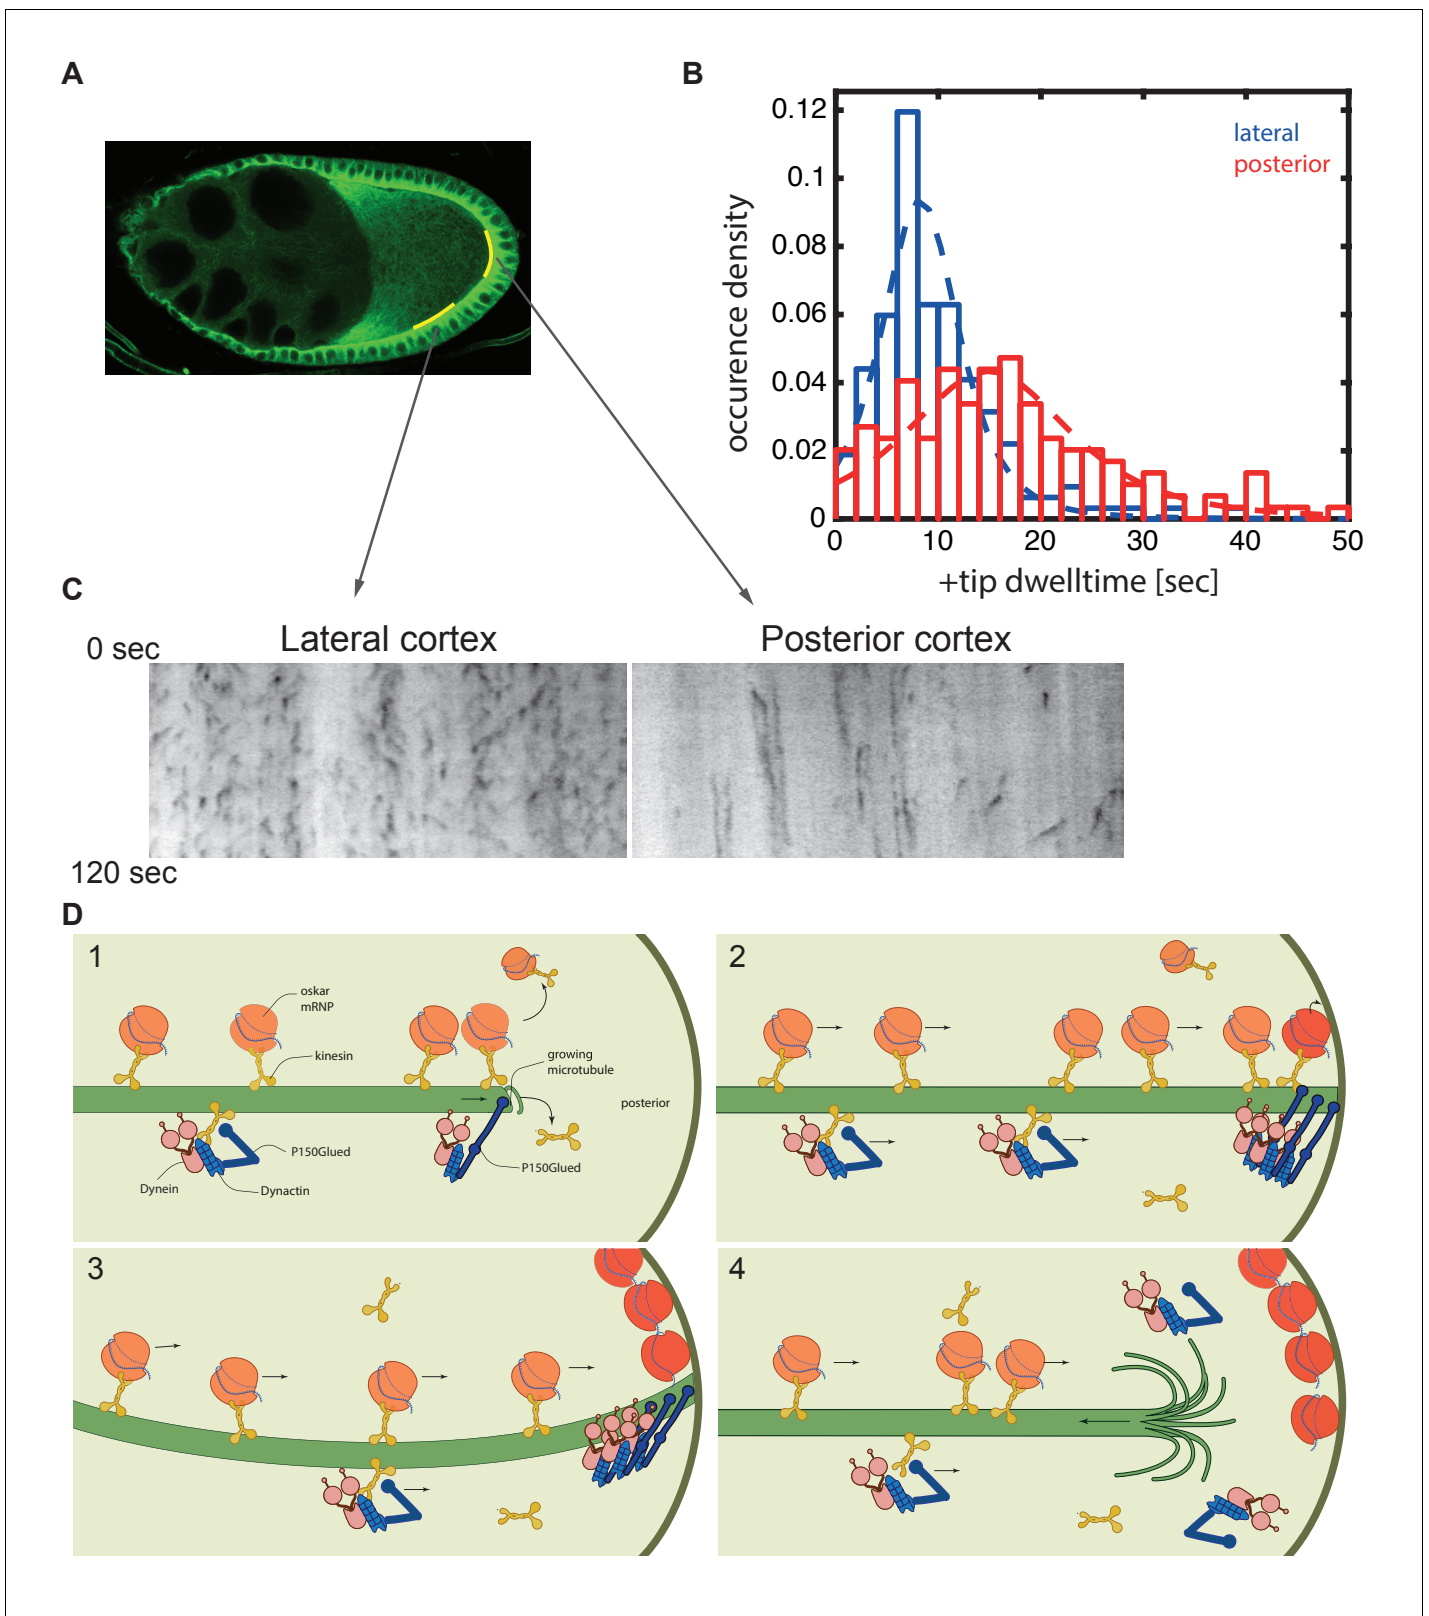 A
B
lateral
posterior
occurence density
0.12
0.1
0.08
0.06
0.04
0.02
0
0 10 20 30 40 50
+tip dwelltime [sec]
C
Lateral cortex
Posterior cortex
0 sec
120 sec
D
1
oskar
mRNP
kinesin
growing
microtubule
posterior
P150Glued
P150Glued
Dynein
Dynactin
2
3
4